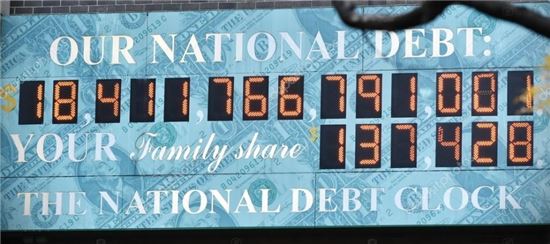 OUR NATIONAL DEBT:
$18,411,766,791,001
YOUR Family share $137,428
THE NATIONAL DEBT CLOCK